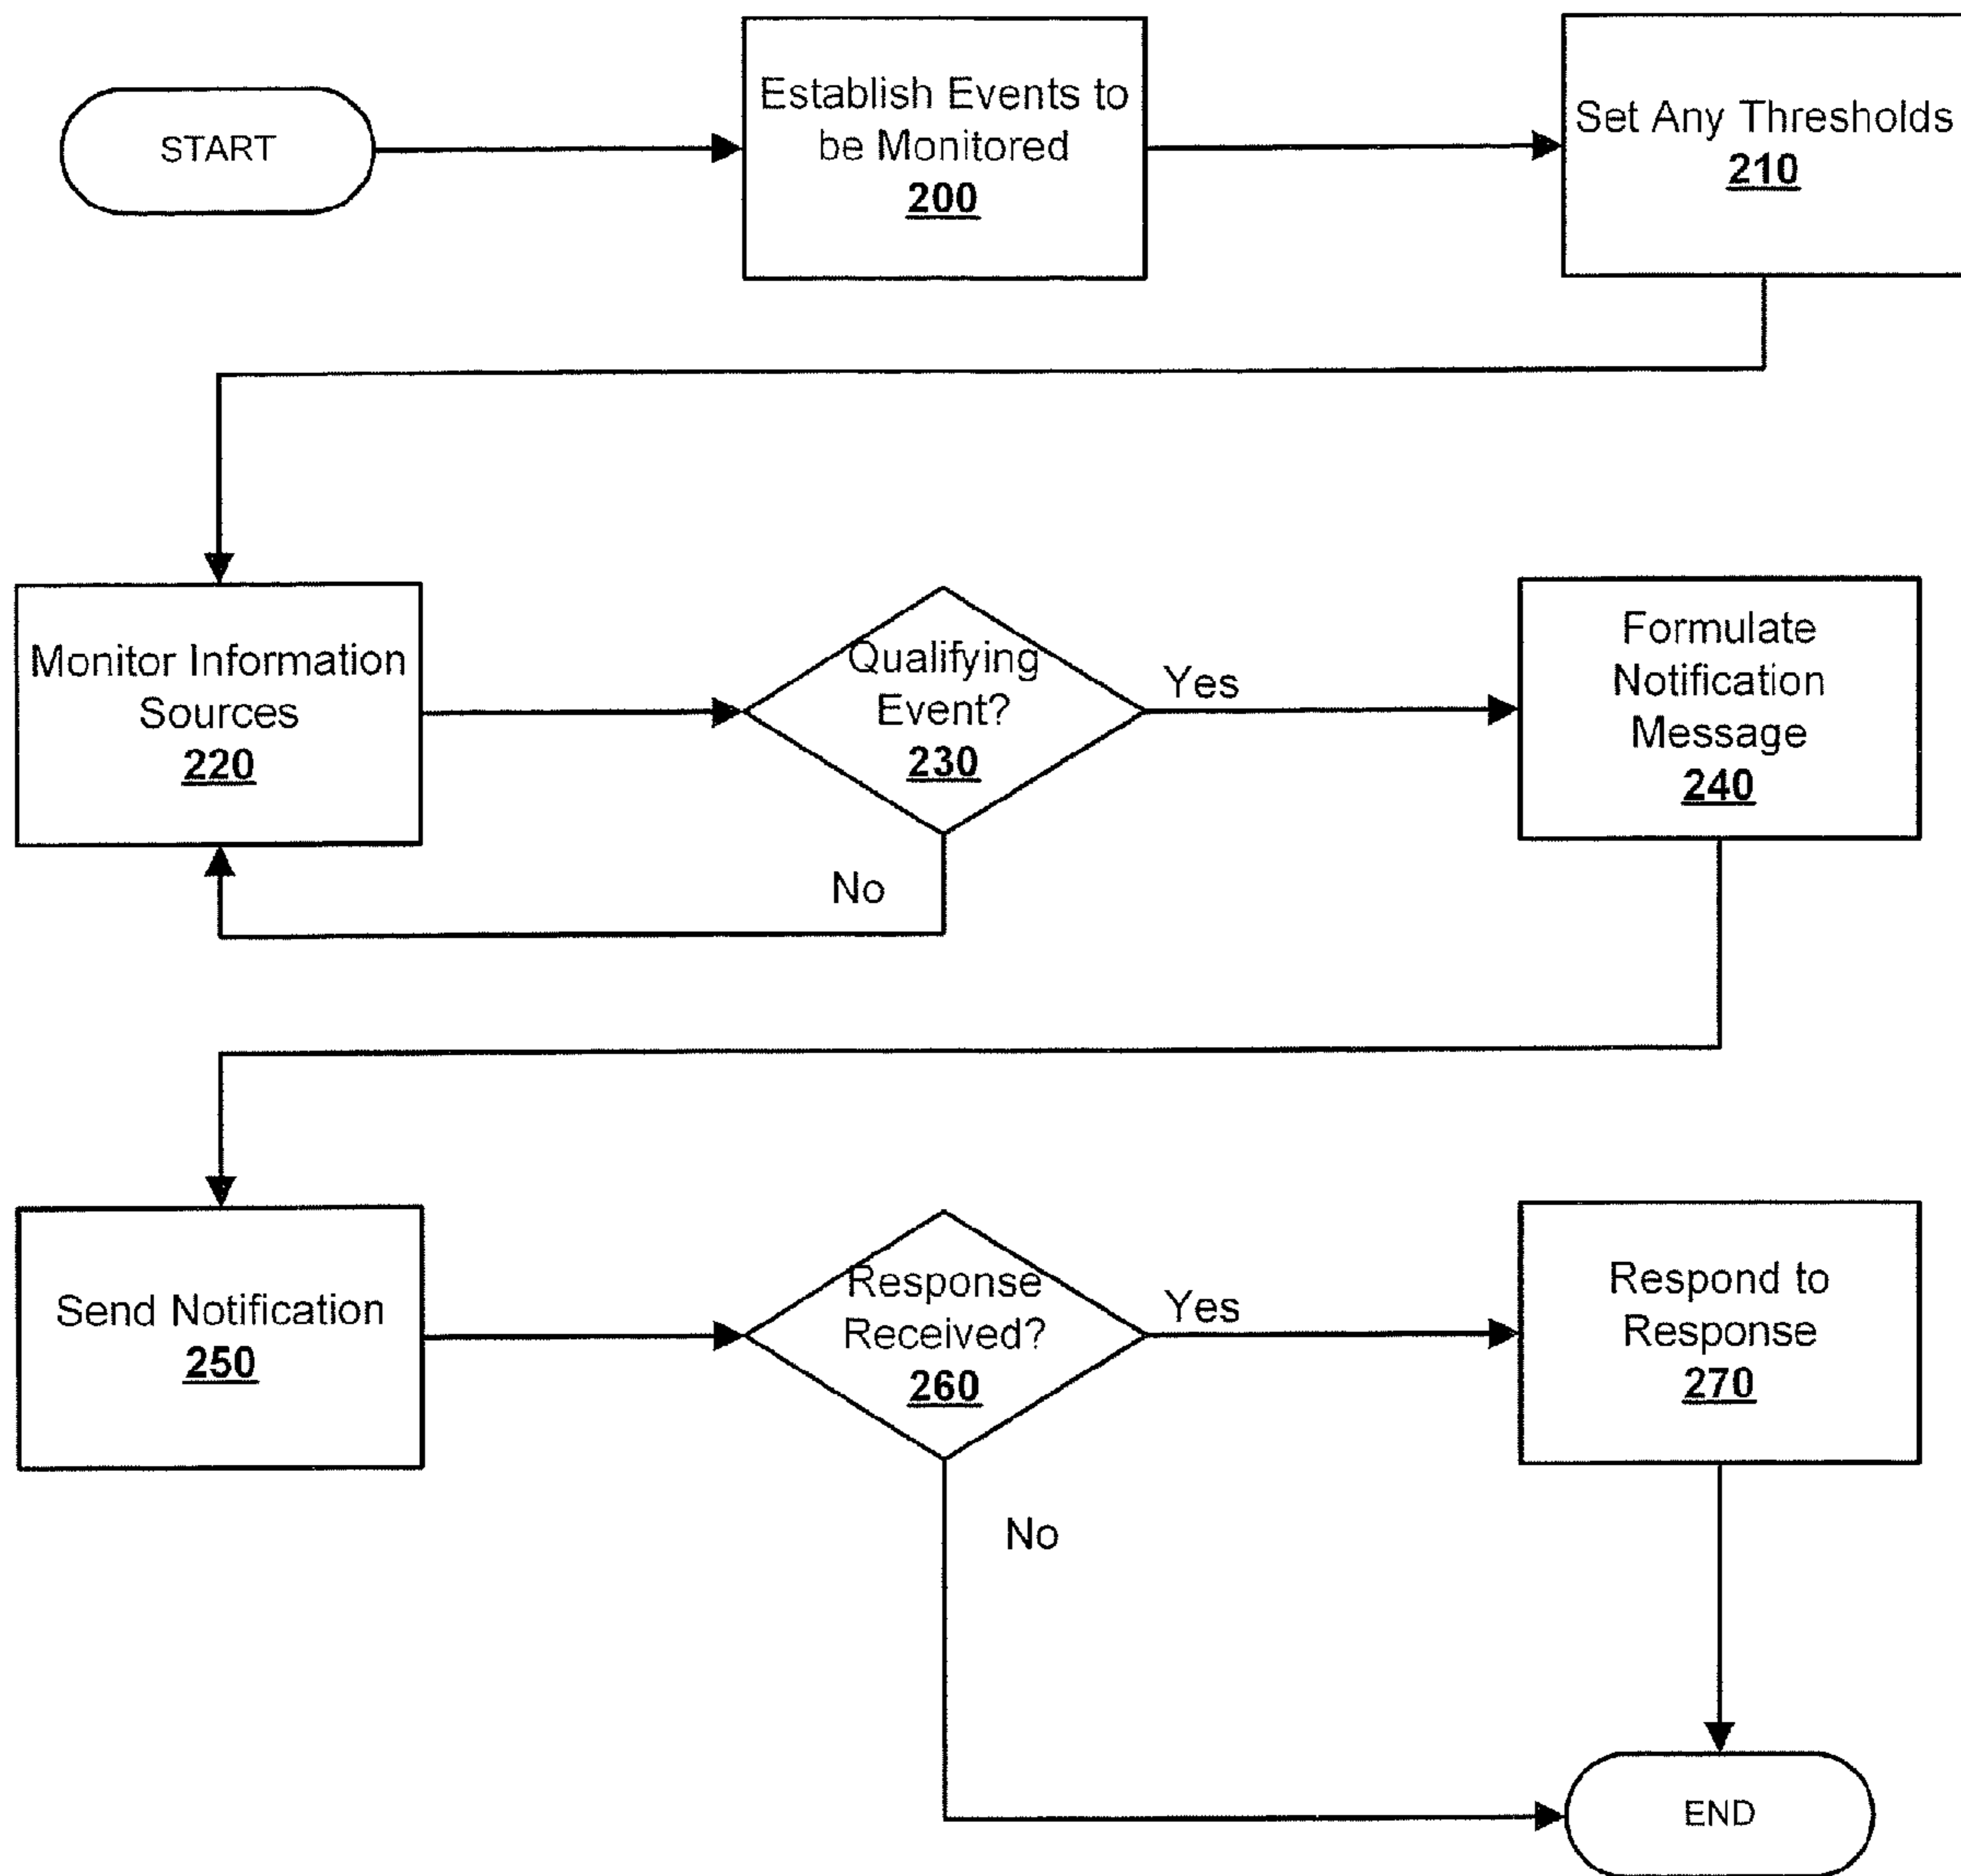 START
Establish Events to
be Monitored
200
Set Any Thresholds
210
Monitor Information
Sources
220
Qualifying
Event?
230
Yes
No
Formulate
Notification
Message
240
Send Notification
250
Response
Received?
260
Yes
No
Respond to
Response
270
END